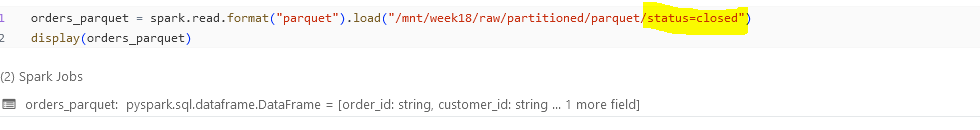 1 orders_parquet = spark.read.format("parquet").load("/mnt/week18/raw/partitioned/parquet/status=closed")
2 display(orders_parquet)
(2) Spark Jobs
orders_parquet: pyspark.sql.dataframe.DataFrame = [order_id: string, customer_id: string ... 1 more field]